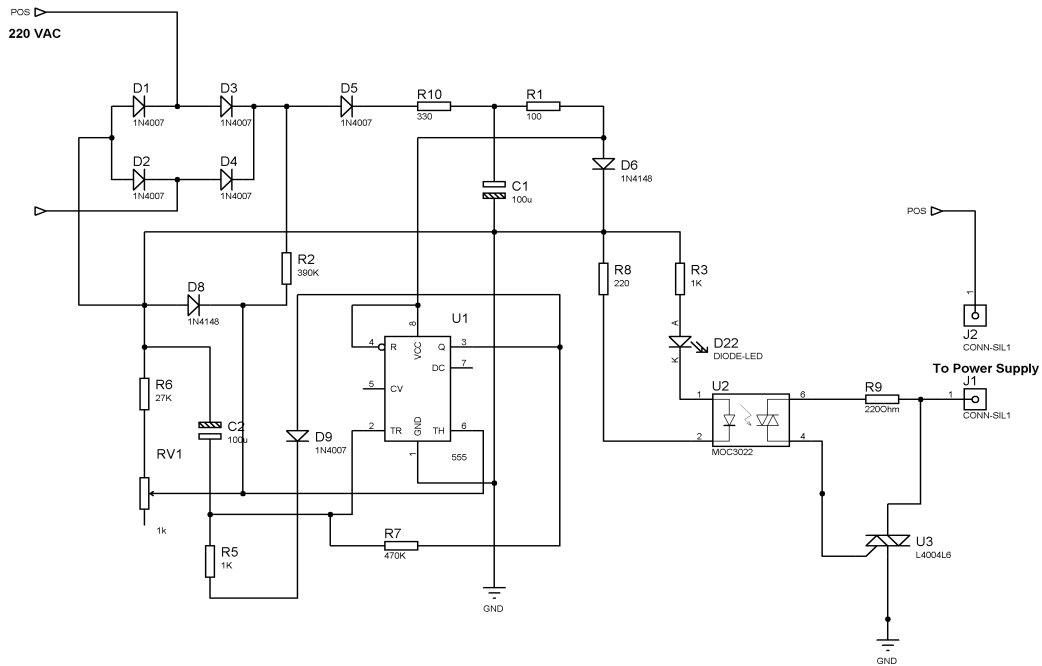 POS
220 VAC
D1
1N4007
D3
1N4007
D5
1N4007
R10
330
R1
100
D2
1N4007
D4
1N4007
D6
1N4148
C1
100u
POS
R2
390K
R8
220
R3
1K
D8
1N4148
1
J2
CONN-SIL1
U1
8
VCC
4
R
Q
3
DC
7
5
CV
2
TR
GND
TH
6
1
555
A
K
D22
DIODE-LED
To Power Supply
J1
1
CONN-SIL1
R6
27K
C2
100u
D9
1N4007
U2
1
2
6
4
MOC3022
R9
220Ohm
RV1
1k
R5
1K
R7
470K
U3
L4004L6
GND
GND